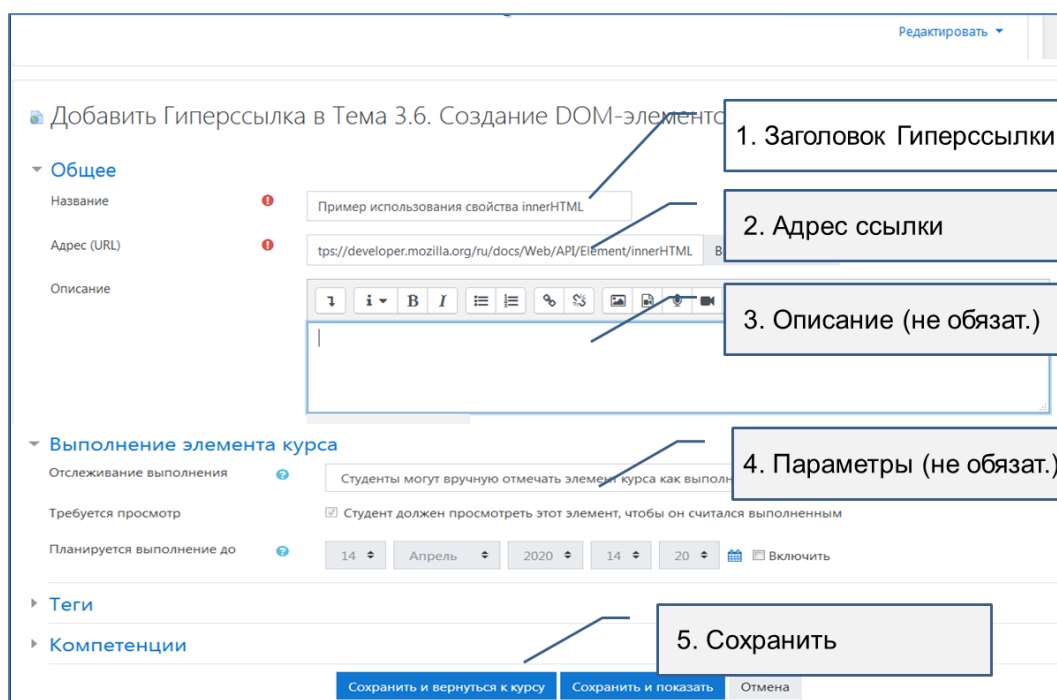 Редактировать
Добавить Гиперссылка в Тема 3.6. Создание DOM-элементо
1. Заголовок Гиперссылки
Общее
Название
Пример использования свойства innerHTML
2. Адрес ссылки
Адрес (URL)
tps://developer.mozilla.org/ru/docs/Web/API/Element/innerHTML
Описание
3. Описание (не обязат.)
Выполнение элемента курса
4. Параметры (не обязат.)
Отслеживание выполнения
Студенты могут вручную отмечать элемент курса как выполн
Требуется просмотр
Студент должен просмотреть этот элемент, чтобы он считался выполненным
Планируется выполнение до
14 Апрель 2020 14 20 Включить
Теги
5. Сохранить
Компетенции
Сохранить и вернуться к курсу Сохранить и показать Отмена